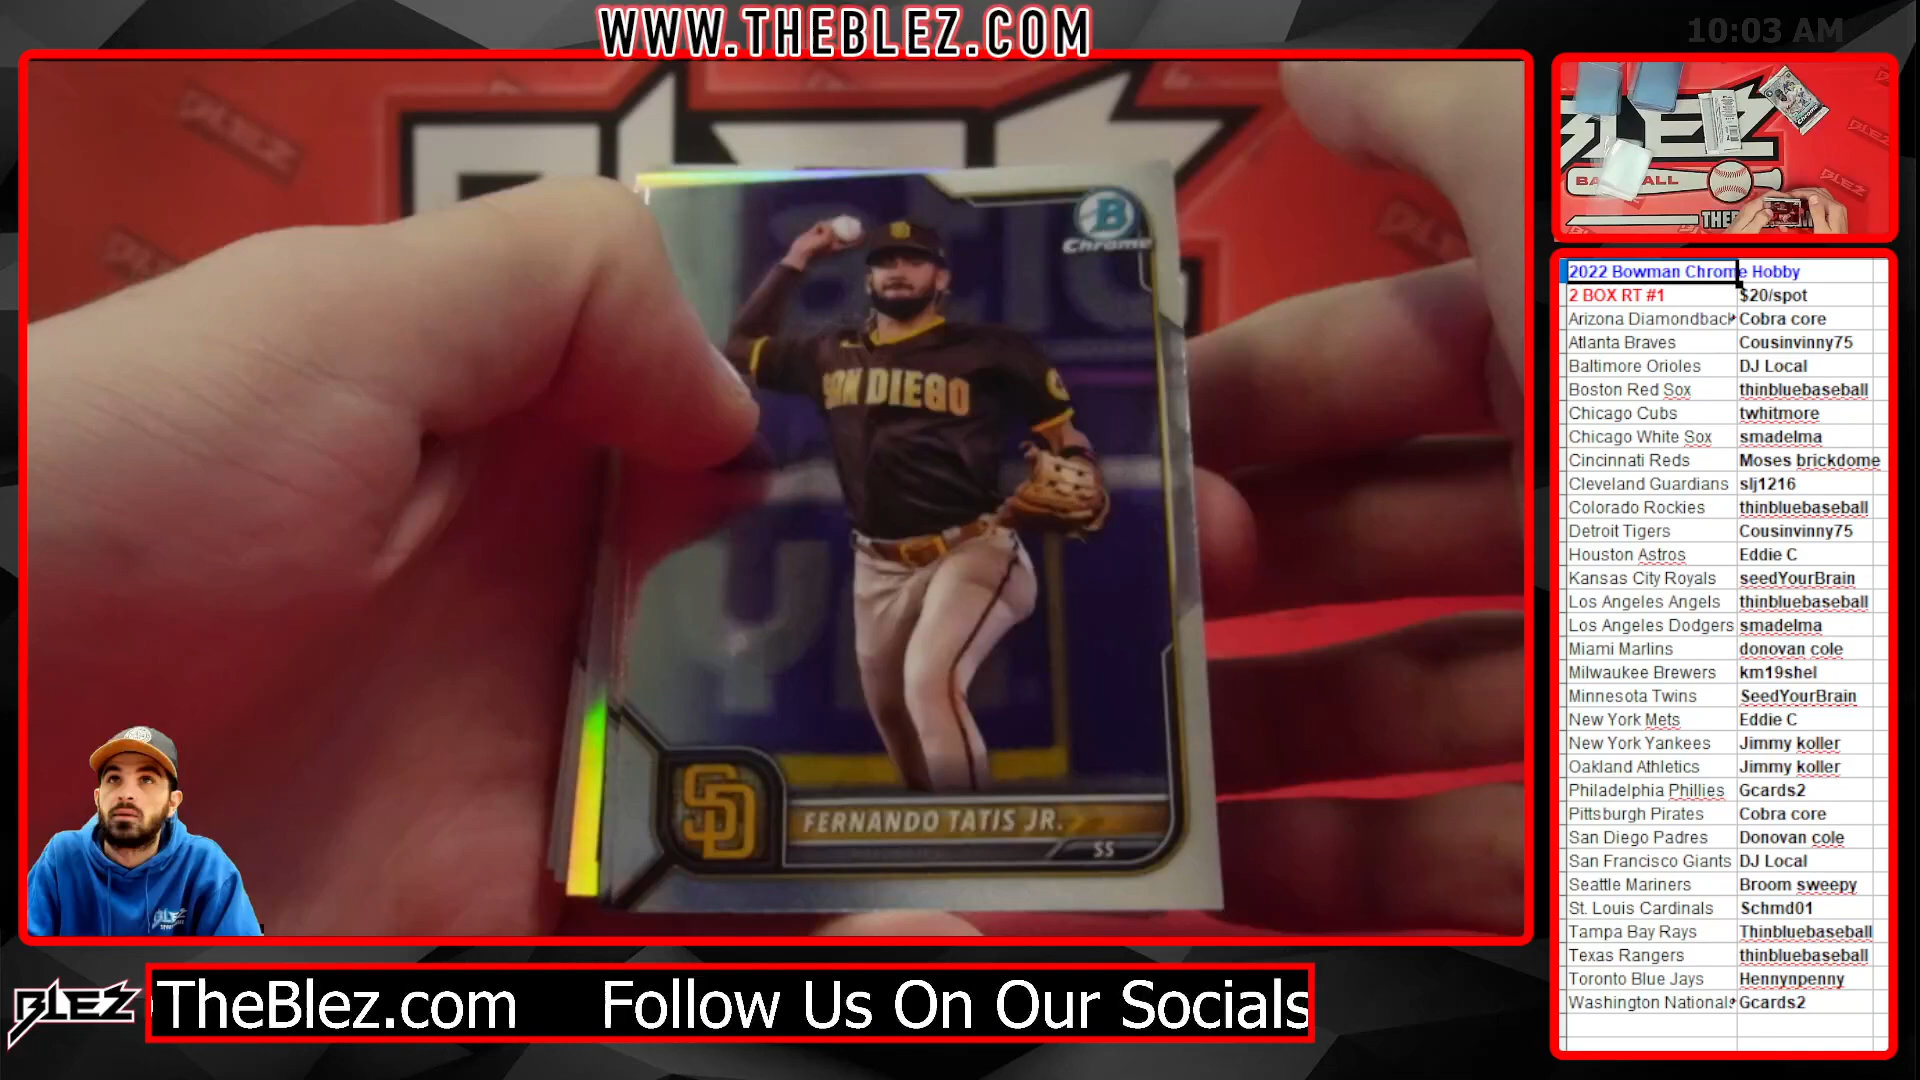 WWW.THEBLEZ.COM
10:03 AM
BLEZ
B
Chrome
SAN DIEGO
SD
FERNANDO TATIS JR.
SS
BLEZ
BLEZ
2022 Bowman Chrome Hobby
2 BOX RT #1 $20/spot
Arizona Diamondback Cobra core
Atlanta Braves Cousinvinny75
Baltimore Orioles DJ Local
Boston Red Sox thinbluebaseball
Chicago Cubs twhitmore
Chicago White Sox smadelma
Cincinnati Reds Moses brickdome
Cleveland Guardians slj1216
Colorado Rockies thinbluebaseball
Detroit Tigers Cousinvinny75
Houston Astros Eddie C
Kansas City Royals seedYourBrain
Los Angeles Angels thinbluebaseball
Los Angeles Dodgers smadelma
Miami Marlins donovan cole
Milwaukee Brewers km19shel
Minnesota Twins SeedYourBrain
New York Mets Eddie C
New York Yankees Jimmy koller
Oakland Athletics Jimmy koller
Philadelphia Phillies Gcards2
Pittsburgh Pirates Cobra core
San Diego Padres Donovan cole
San Francisco Giants DJ Local
Seattle Mariners Broom sweepy
St. Louis Cardinals Schmd01
Tampa Bay Rays Thinbluebaseball
Texas Rangers thinbluebaseball
Toronto Blue Jays Hennynpenny
Washington Nationals Gcards2
BLEZ
TheBlez.com Follow Us On Our Socials